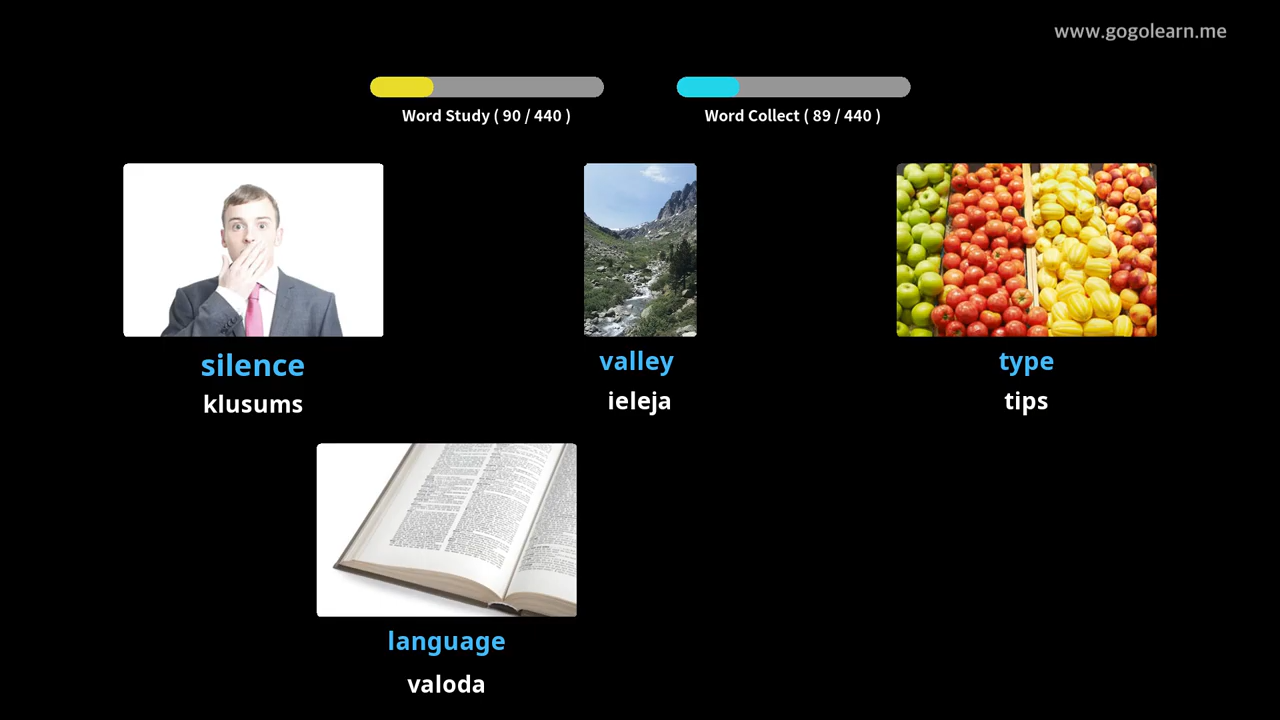 www.gogolearn.me
Word Study ( 90 / 440 )
Word Collect ( 89 / 440 )
silence
klusums
valley
ieleja
type
tips
language
valoda